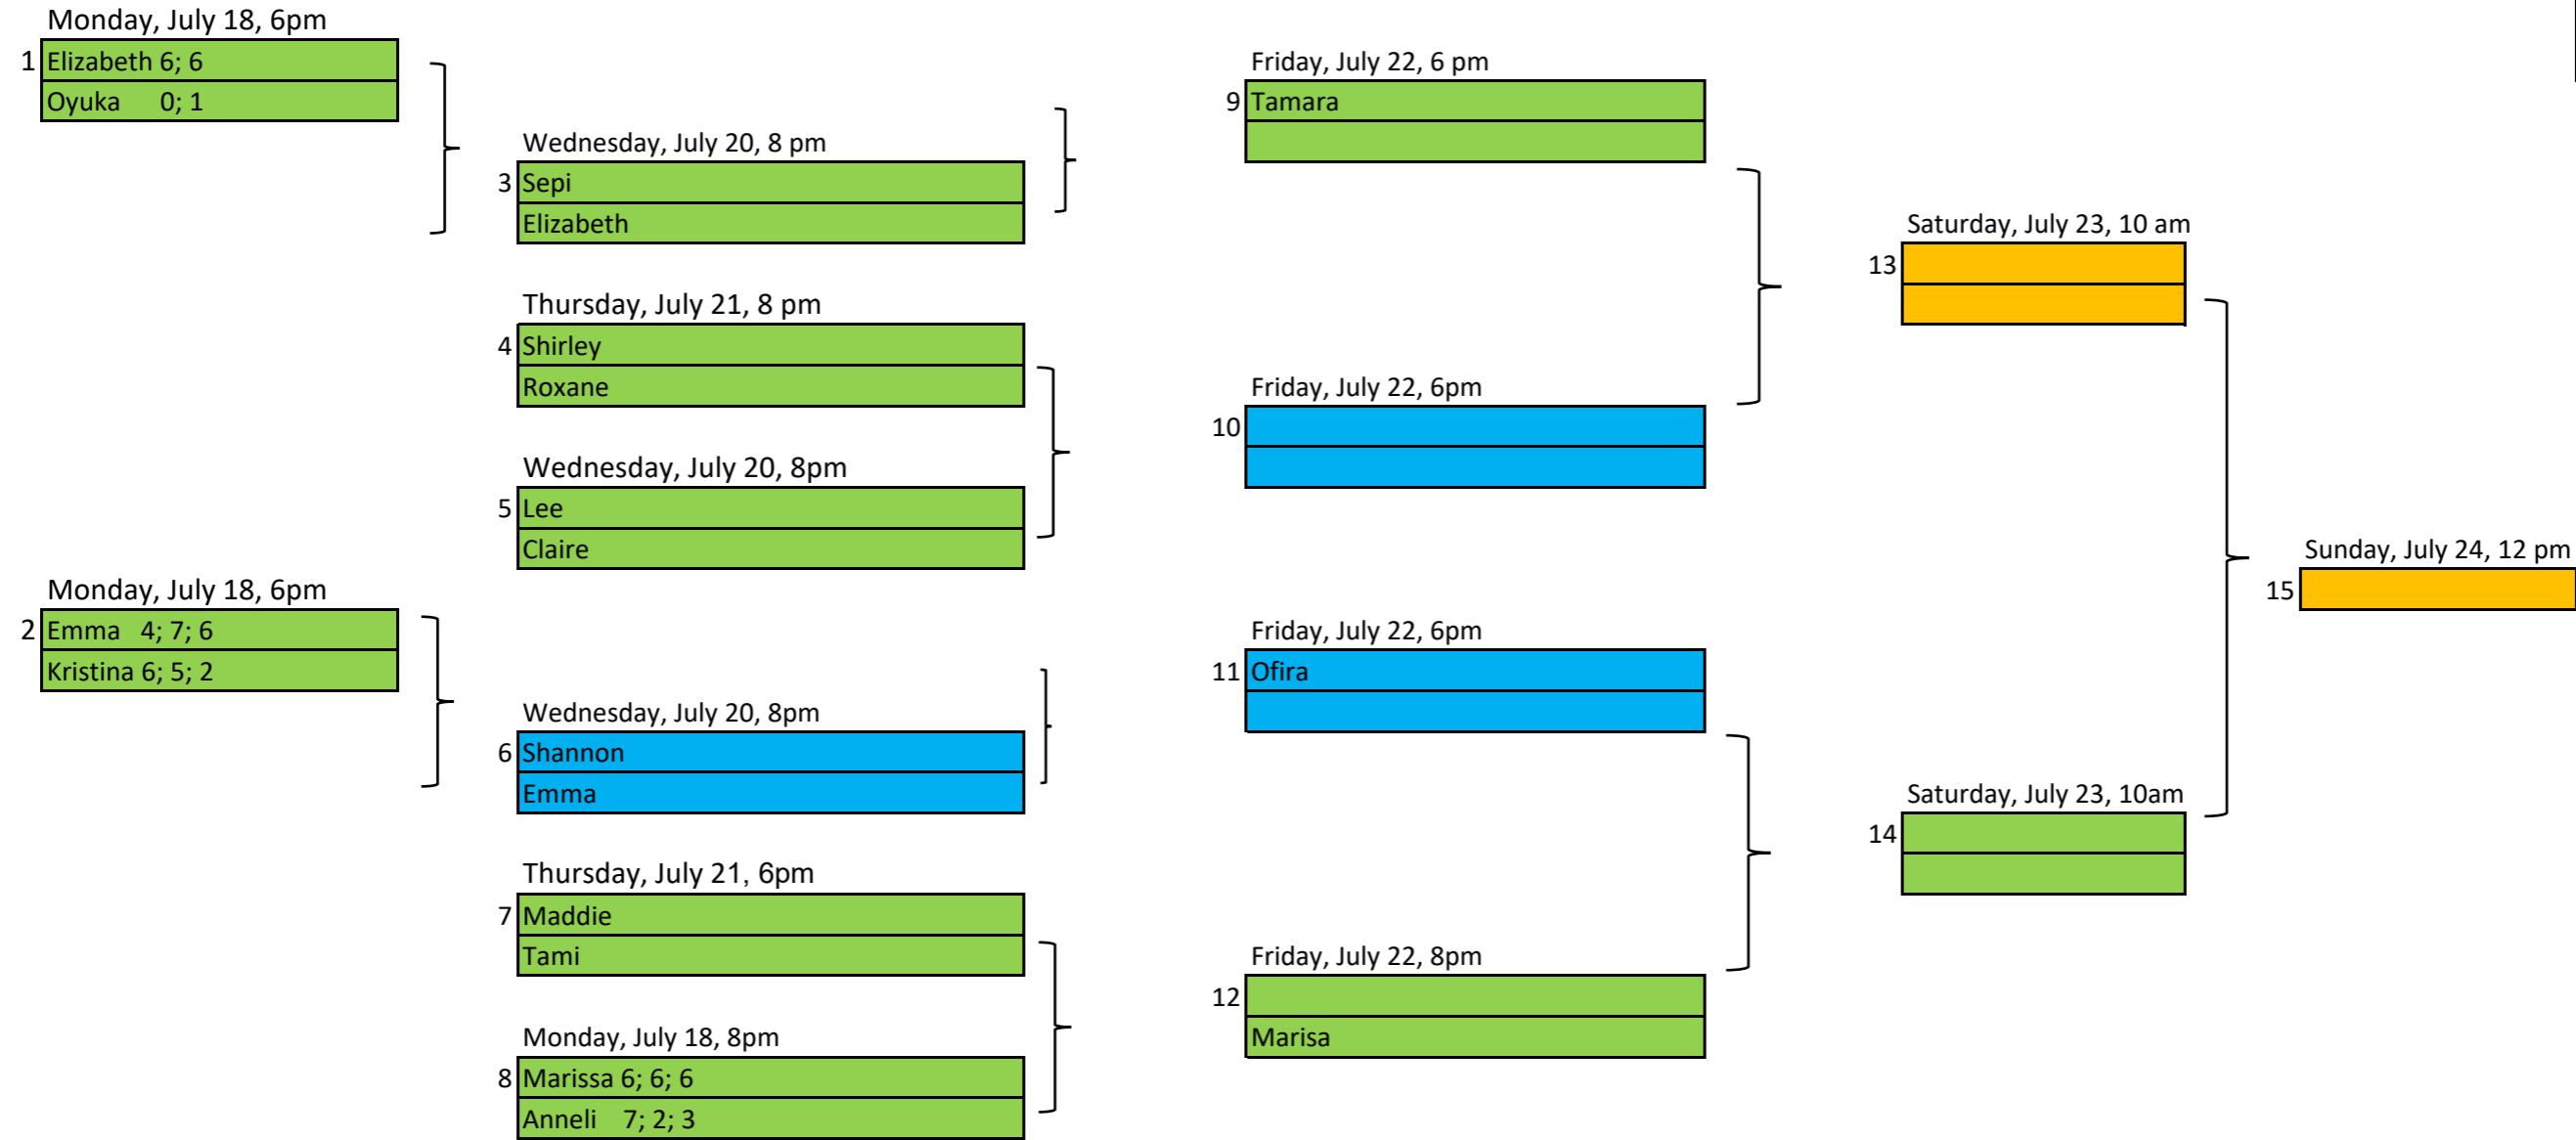 Monday, July 18, 6pm
1 Elizabeth 6; 6
Oyuka 0; 1
Wednesday, July 20, 8 pm
3 Sepi
Elizabeth
Thursday, July 21, 8 pm
4 Shirley
Roxane
Wednesday, July 20, 8pm
5 Lee
Claire
Monday, July 18, 6pm
2 Emma 4; 7; 6
Kristina 6; 5; 2
Wednesday, July 20, 8pm
6 Shannon
Emma
Thursday, July 21, 6pm
7 Maddie
Tami
Monday, July 18, 8pm
8 Marissa 6; 6; 6
Anneli 7; 2; 3
Friday, July 22, 6 pm
9 Tamara
Friday, July 22, 6pm
10
Friday, July 22, 6pm
11 Ofira
Friday, July 22, 8pm
12
Marisa
Saturday, July 23, 10 am
13
Saturday, July 23, 10am
14
Sunday, July 24, 12 pm
15